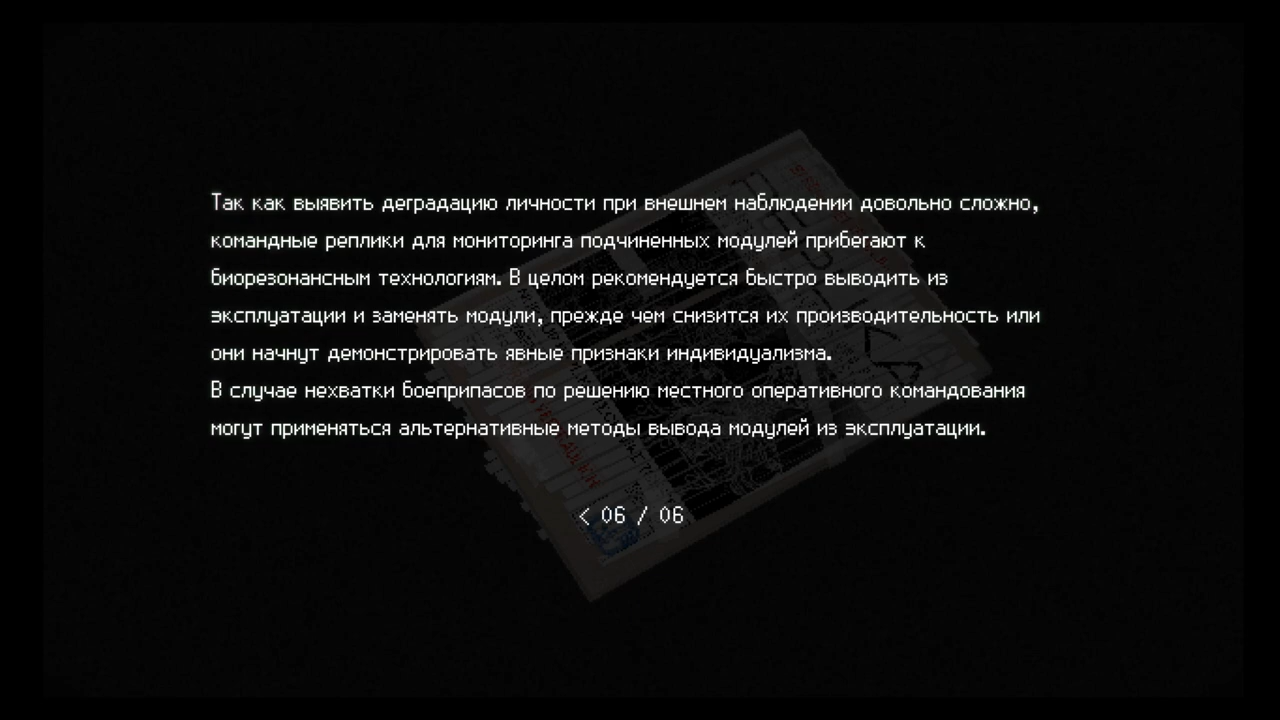 Так как выявить деградацию личности при внешнем наблюдении довольно сложно,
командные реплики для мониторинга подчиненных модулей прибегают к
биорезонансным технологиям. В целом рекомендуется быстро выводить из
эксплуатации и заменять модули, прежде чем снизится их производительность или
они начнут демонстрировать явные признаки индивидуализма.
В случае нехватки боеприпасов по решению местного оперативного командования
могут применяться альтернативные методы вывода модулей из эксплуатации.
< 06 / 06